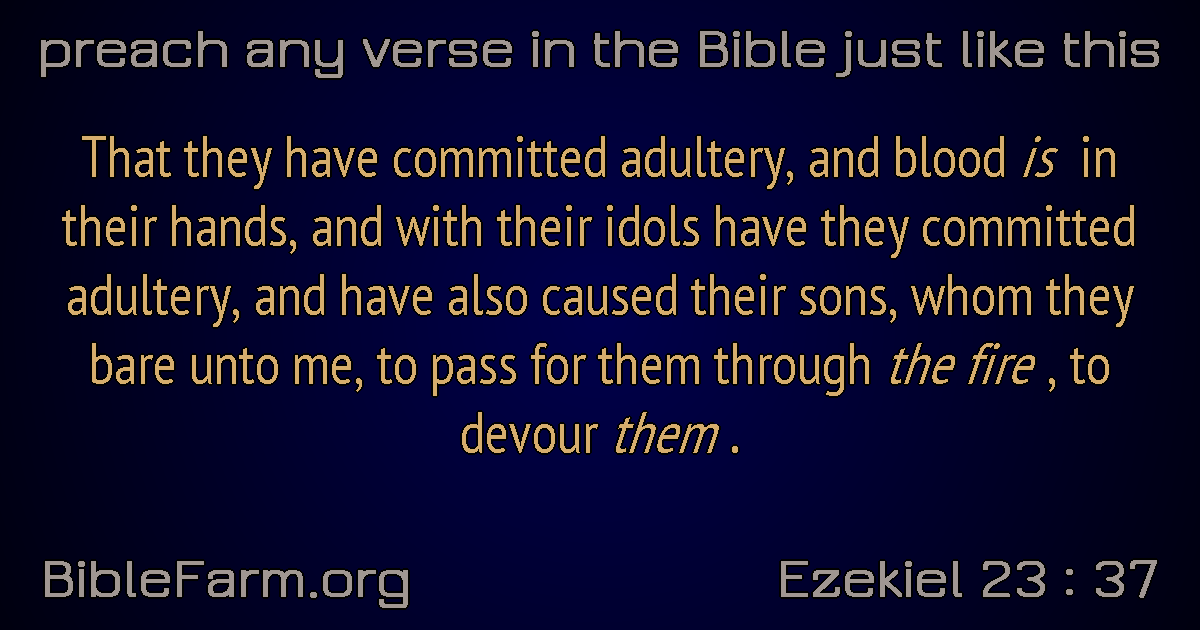 preach any verse in the Bible just like this
That they have committed adultery, and blood is in
their hands, and with their idols have they committed
adultery, and have also caused their sons, whom they
bare unto me, to pass for them through the fire , to
devour them .
BibleFarm.org
Ezekiel 23 : 37